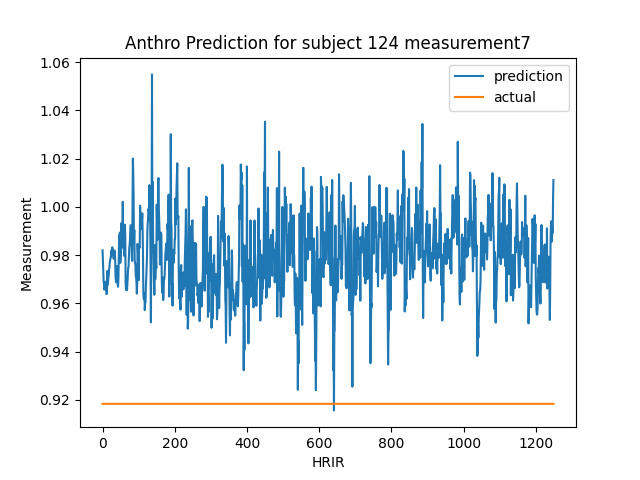 Anthro Prediction for subject 124 measurement7
prediction
actual
1.06
1.04
1.02
1.00
0.98
0.96
0.94
0.92
Measurement
0 200 400 600 800 1000 1200
HRIR